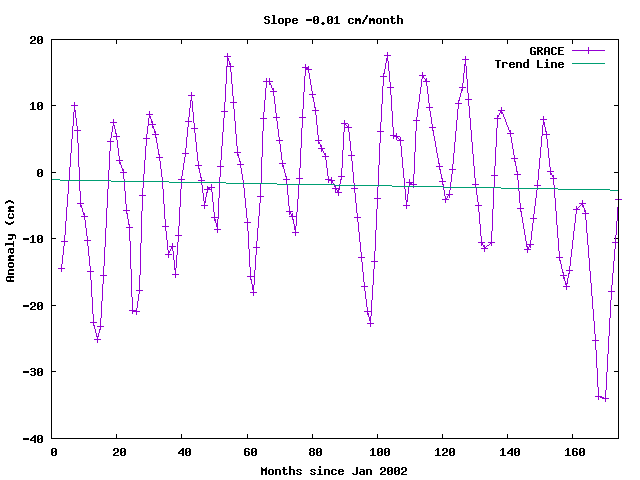 Slope -0.01 cm/month
GRACE
Trend Line
20
10
0
-10
-20
-30
-40
Anomaly (cm)
0 20 40 60 80 100 120 140 160
Months since Jan 2002